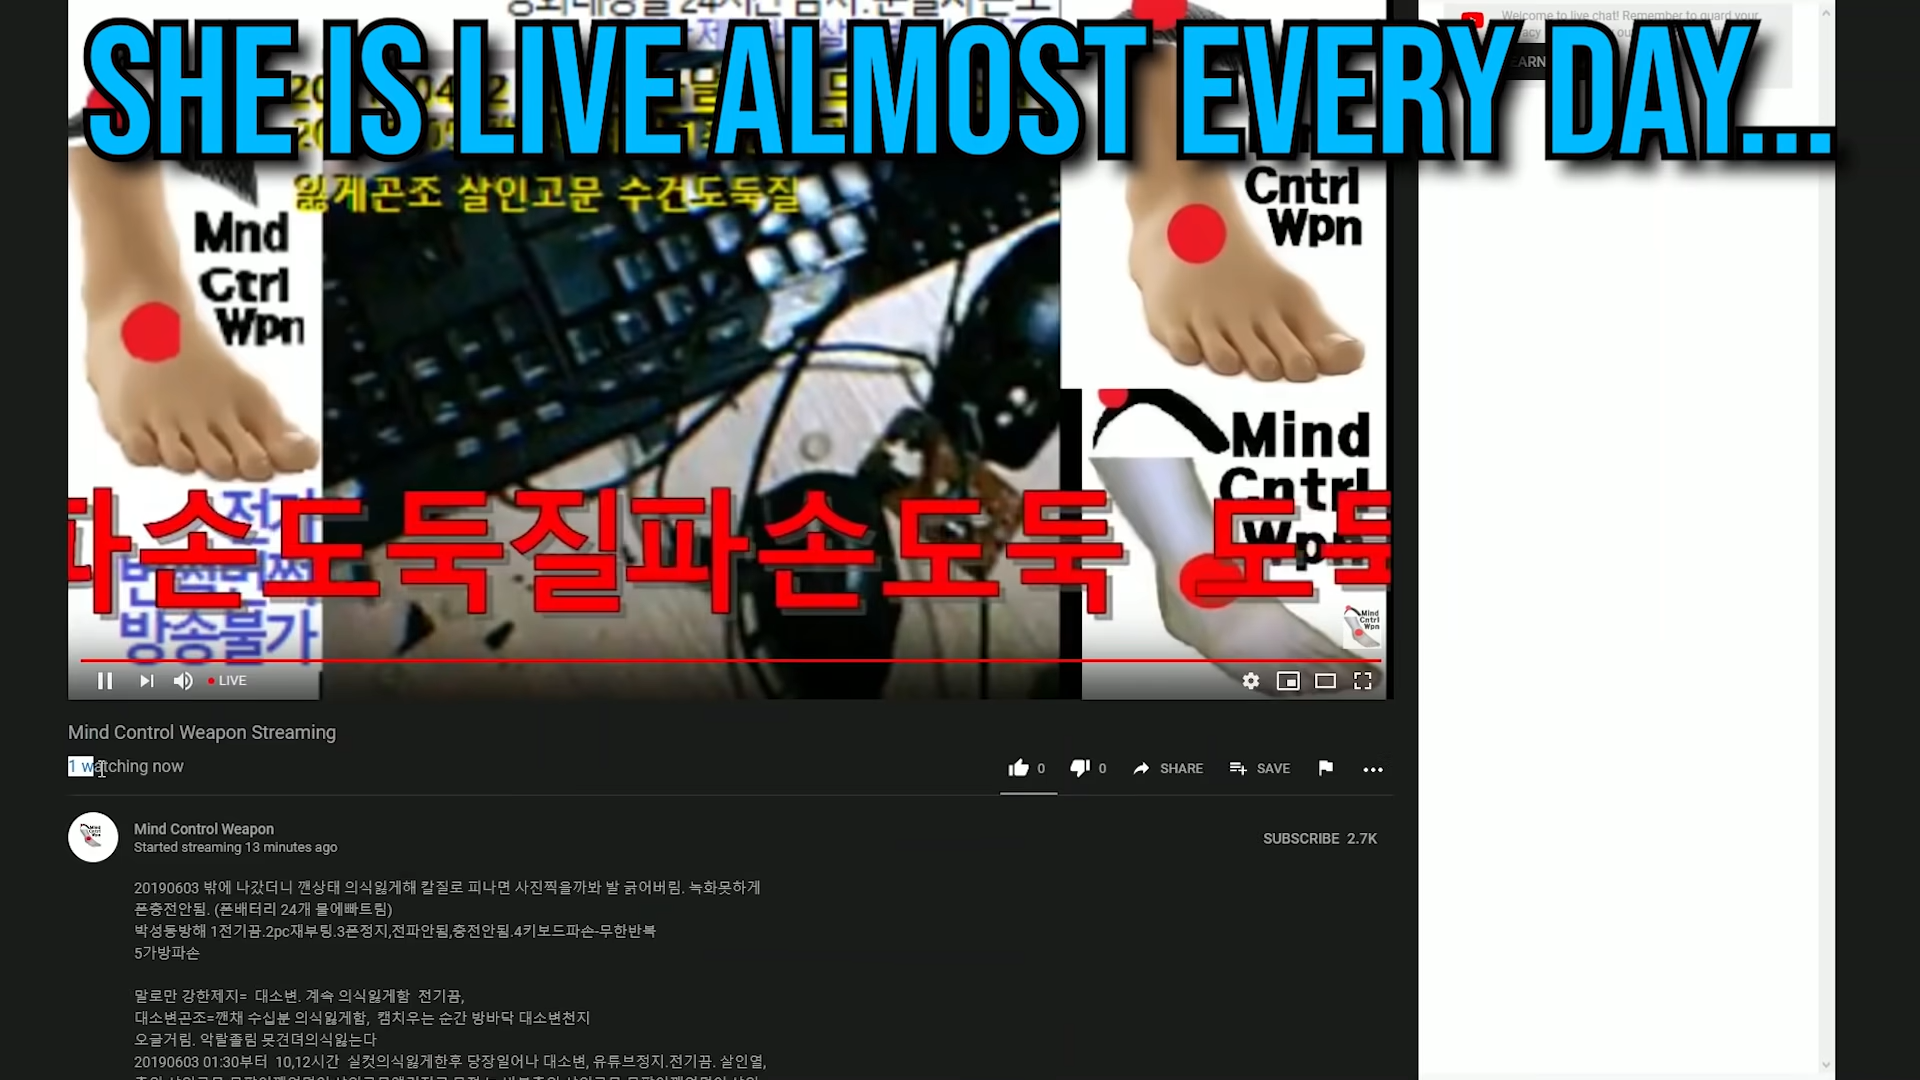 SHE IS LIVE ALMOST EVERY DAY...
잃게곤조 살인고문 수건도둑질
Mnd
Ctrl
Wpn
Cntrl
Wpn
Mind
Cntrl
Wpn
파손도둑질파손도둑 도둑
방송불가
Mind
Cntrl
Wpn
LIVE
Mind Control Weapon Streaming
1 watching now
0
0
SHARE
SAVE
Mind Control Weapon
Started streaming 13 minutes ago
SUBSCRIBE 2.7K
20190603 밖에 나갔더니 깬상태 의식잃게해 칼질로 피나면 사진찍을까봐 발 긁어버림. 녹화못하게
폰충전안됨. (폰배터리 24개 물에빠트림)
박성동방해 1전기끔.2pc재부팅.3폰정지,전파안됨,충전안됨.4키보드파손-무한반복
5가방파손
말로만 강한제지= 대소변. 계속 의식잃게함 전기끔,
대소변곤조=깬채 수십분 의식잃게함, 캠치우는 순간 방바닥 대소변천지
오글거림. 악랄졸림 못견뎌의식잃는다
20190603 01:30부터 10,12시간 실컷의식잃게한후 당장일어나 대소변, 유튜브정지.전기끔. 살인열,